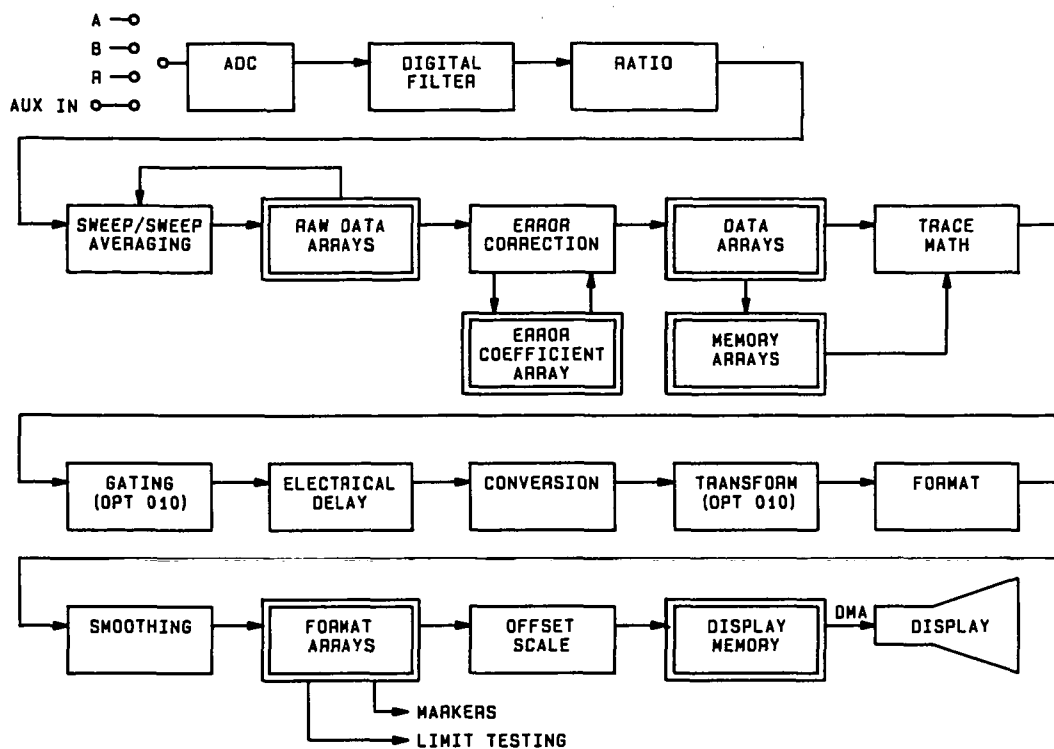 A
B
R
AUX IN
ADC
DIGITAL
FILTER
RATIO
SWEEP/SWEEP
AVERAGING
RAW DATA
ARRAYS
ERROR
CORRECTION
DATA
ARRAYS
TRACE
MATH
ERROR
COEFFICIENT
ARRAY
MEMORY
ARRAYS
GATING
(OPT 010)
ELECTRICAL
DELAY
CONVERSION
TRANSFORM
(OPT 010)
FORMAT
SMOOTHING
FORMAT
ARRAYS
OFFSET
SCALE
DISPLAY
MEMORY
DMA
DISPLAY
MARKERS
LIMIT TESTING